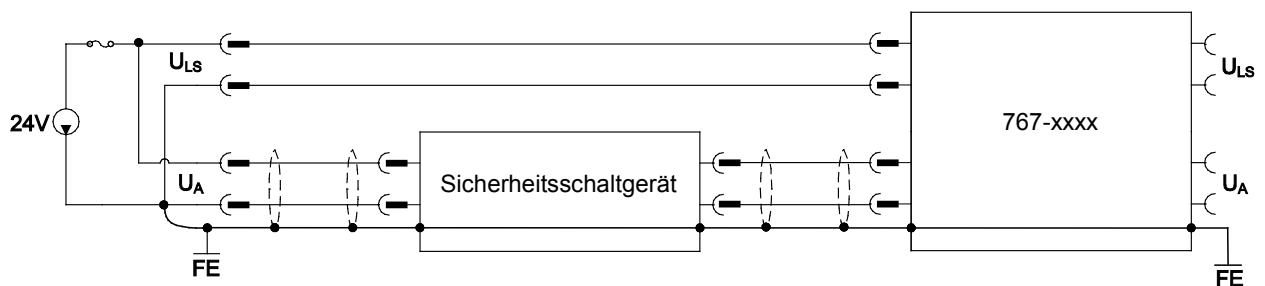 U_LS
U_LS
24V
767-xxxx
U_A
Sicherheitsschaltgerät
U_A
FE
FE